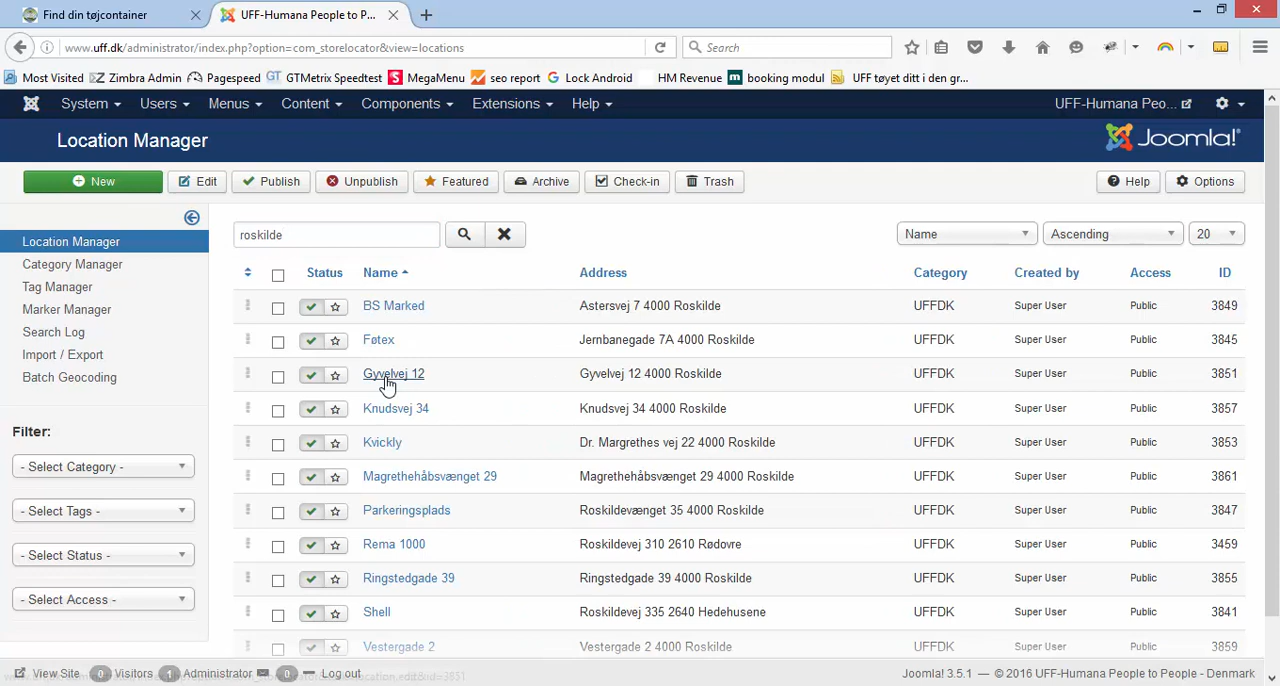 Find din tøjcontainer
UFF-Humana People to P...
www.uff.dk/administrator/index.php?option=com_storelocator&view=locations
Search
Most Visited
Zimbra Admin
Pagespeed
GT GTMetrix Speedtest
S MegaMenu
seo report
G Lock Android
HM Revenue
m booking modul
UFF tøyet ditt i den gr...
System Users Menus Content Components Extensions Help
UFF-Humana Peo...
Location Manager
Joomla!®
New Edit Publish Unpublish Featured Archive Check-in Trash Help Options
Location Manager
Category Manager
Tag Manager
Marker Manager
Search Log
Import / Export
Batch Geocoding
Filter:
- Select Category -
- Select Tags -
- Select Status -
- Select Access -
roskilde
Name Ascending 20
Status Name Address Category Created by Access ID
BS Marked Astersvej 7 4000 Roskilde UFFDK Super User Public 3849
Føtex Jernbanegade 7A 4000 Roskilde UFFDK Super User Public 3845
Gyvelvej 12 Gyvelvej 12 4000 Roskilde UFFDK Super User Public 3851
Knudsvej 34 Knudsvej 34 4000 Roskilde UFFDK Super User Public 3857
Kvickly Dr. Margrethes vej 22 4000 Roskilde UFFDK Super User Public 3853
Magrethehåbsvænget 29 Magrethehåbsvænget 29 4000 Roskilde UFFDK Super User Public 3861
Parkeringsplads Roskildevænget 35 4000 Roskilde UFFDK Super User Public 3847
Rema 1000 Roskildevej 310 2610 Rødovre UFFDK Super User Public 3459
Ringstedgade 39 Ringstedgade 39 4000 Roskilde UFFDK Super User Public 3855
Shell Roskildevej 335 2640 Hedehusene UFFDK Super User Public 3841
Vestergade 2 Vestergade 2 4000 Roskilde UFFDK Super User Public 3859
View Site 0 Visitors 1 Administrator 0 Log out
Joomla! 3.5.1 — © 2016 UFF-Humana People to People - Denmark